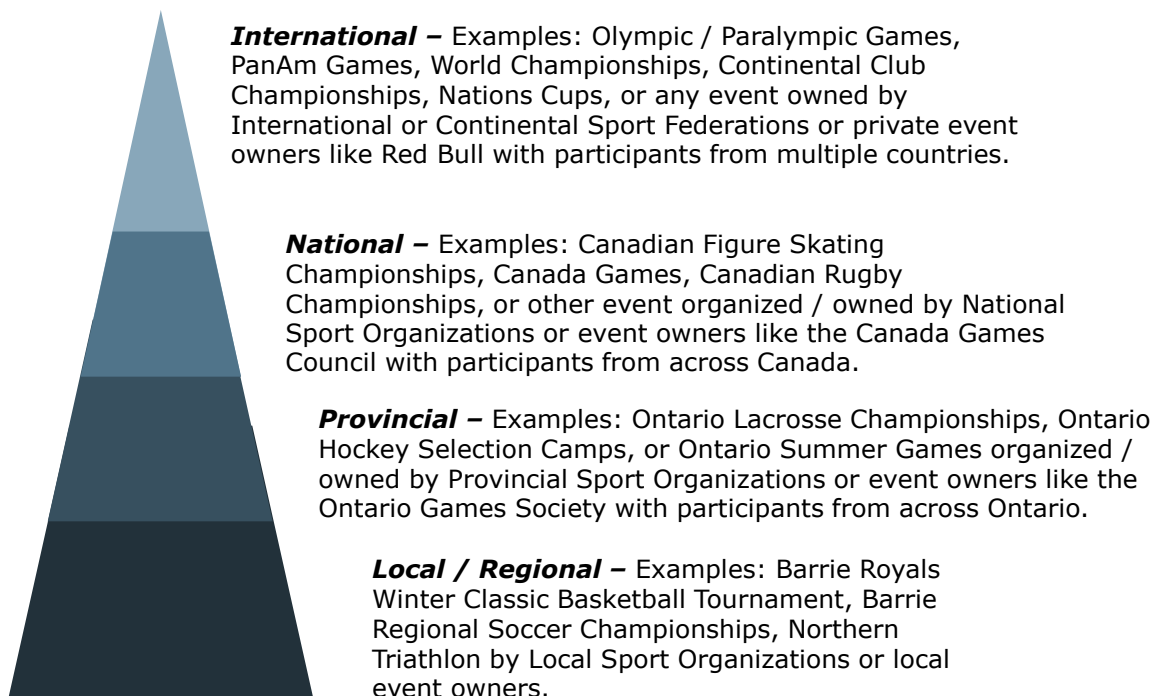 International – Examples: Olympic / Paralympic Games,
PanAm Games, World Championships, Continental Club
Championships, Nations Cups, or any event owned by
International or Continental Sport Federations or private event
owners like Red Bull with participants from multiple countries.
National – Examples: Canadian Figure Skating
Championships, Canada Games, Canadian Rugby
Championships, or other event organized / owned by National
Sport Organizations or event owners like the Canada Games
Council with participants from across Canada.
Provincial – Examples: Ontario Lacrosse Championships, Ontario
Hockey Selection Camps, or Ontario Summer Games organized /
owned by Provincial Sport Organizations or event owners like the
Ontario Games Society with participants from across Ontario.
Local / Regional – Examples: Barrie Royals
Winter Classic Basketball Tournament, Barrie
Regional Soccer Championships, Northern
Triathlon by Local Sport Organizations or local
event owners.